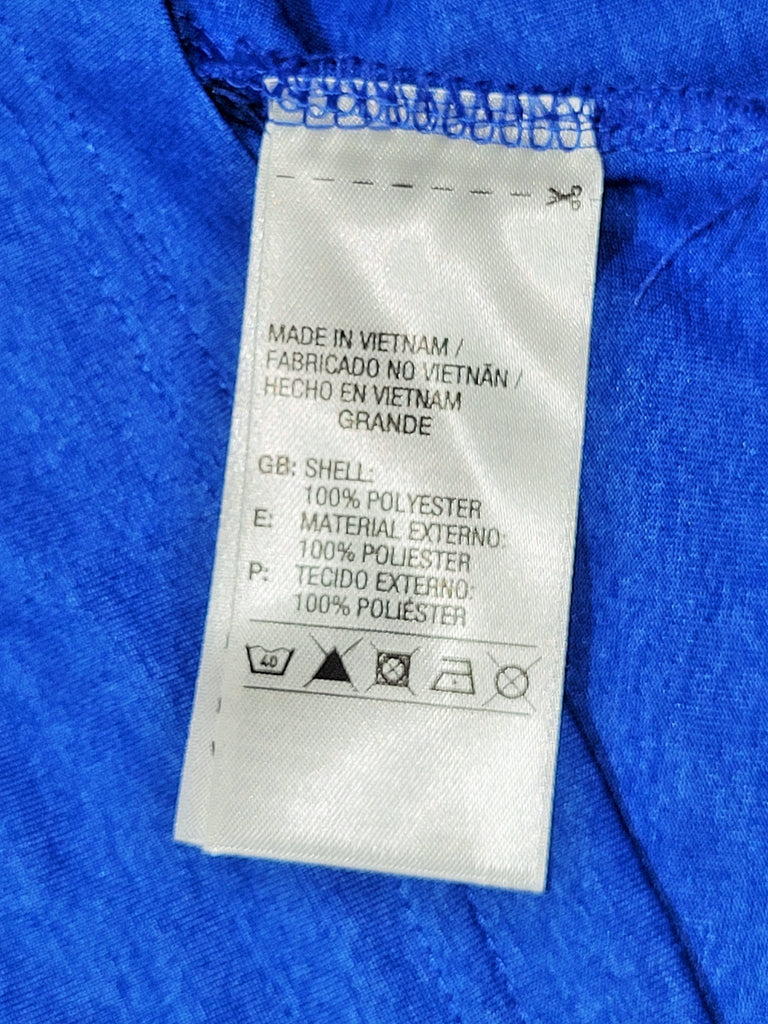 MADE IN VIETNAM /
FABRICADO NO VIETNÃN /
HECHO EN VIETNAM
GRANDE
GB: SHELL:
100% POLYESTER
E: MATERIAL EXTERNO:
100% POLIESTER
P: TECIDO EXTERNO:
100% POLIÉSTER
40